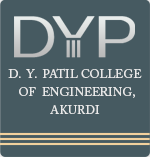 DYP
D. Y. PATIL COLLEGE
OF ENGINEERING,
AKURDI